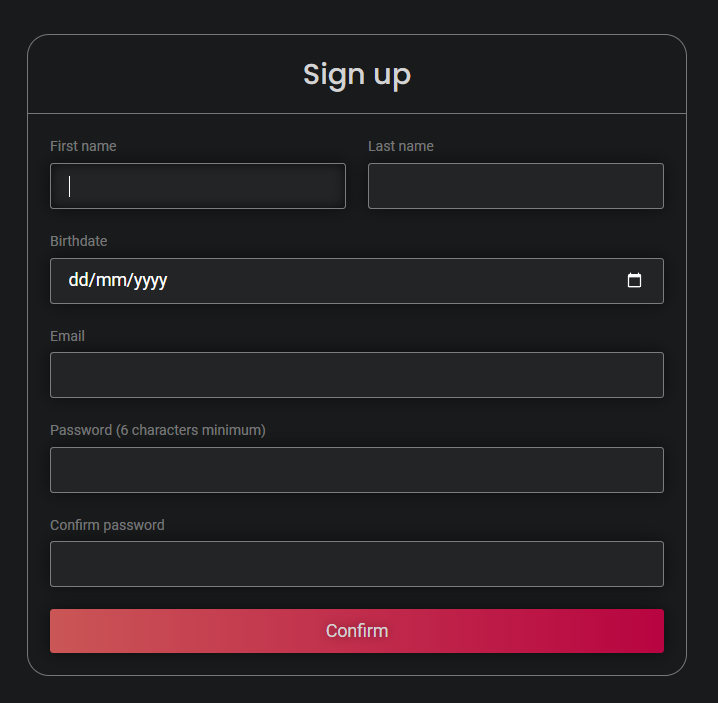 Sign up
First name Last name
Birthdate
dd/mm/yyyy
Email
Password (6 characters minimum)
Confirm password
Confirm